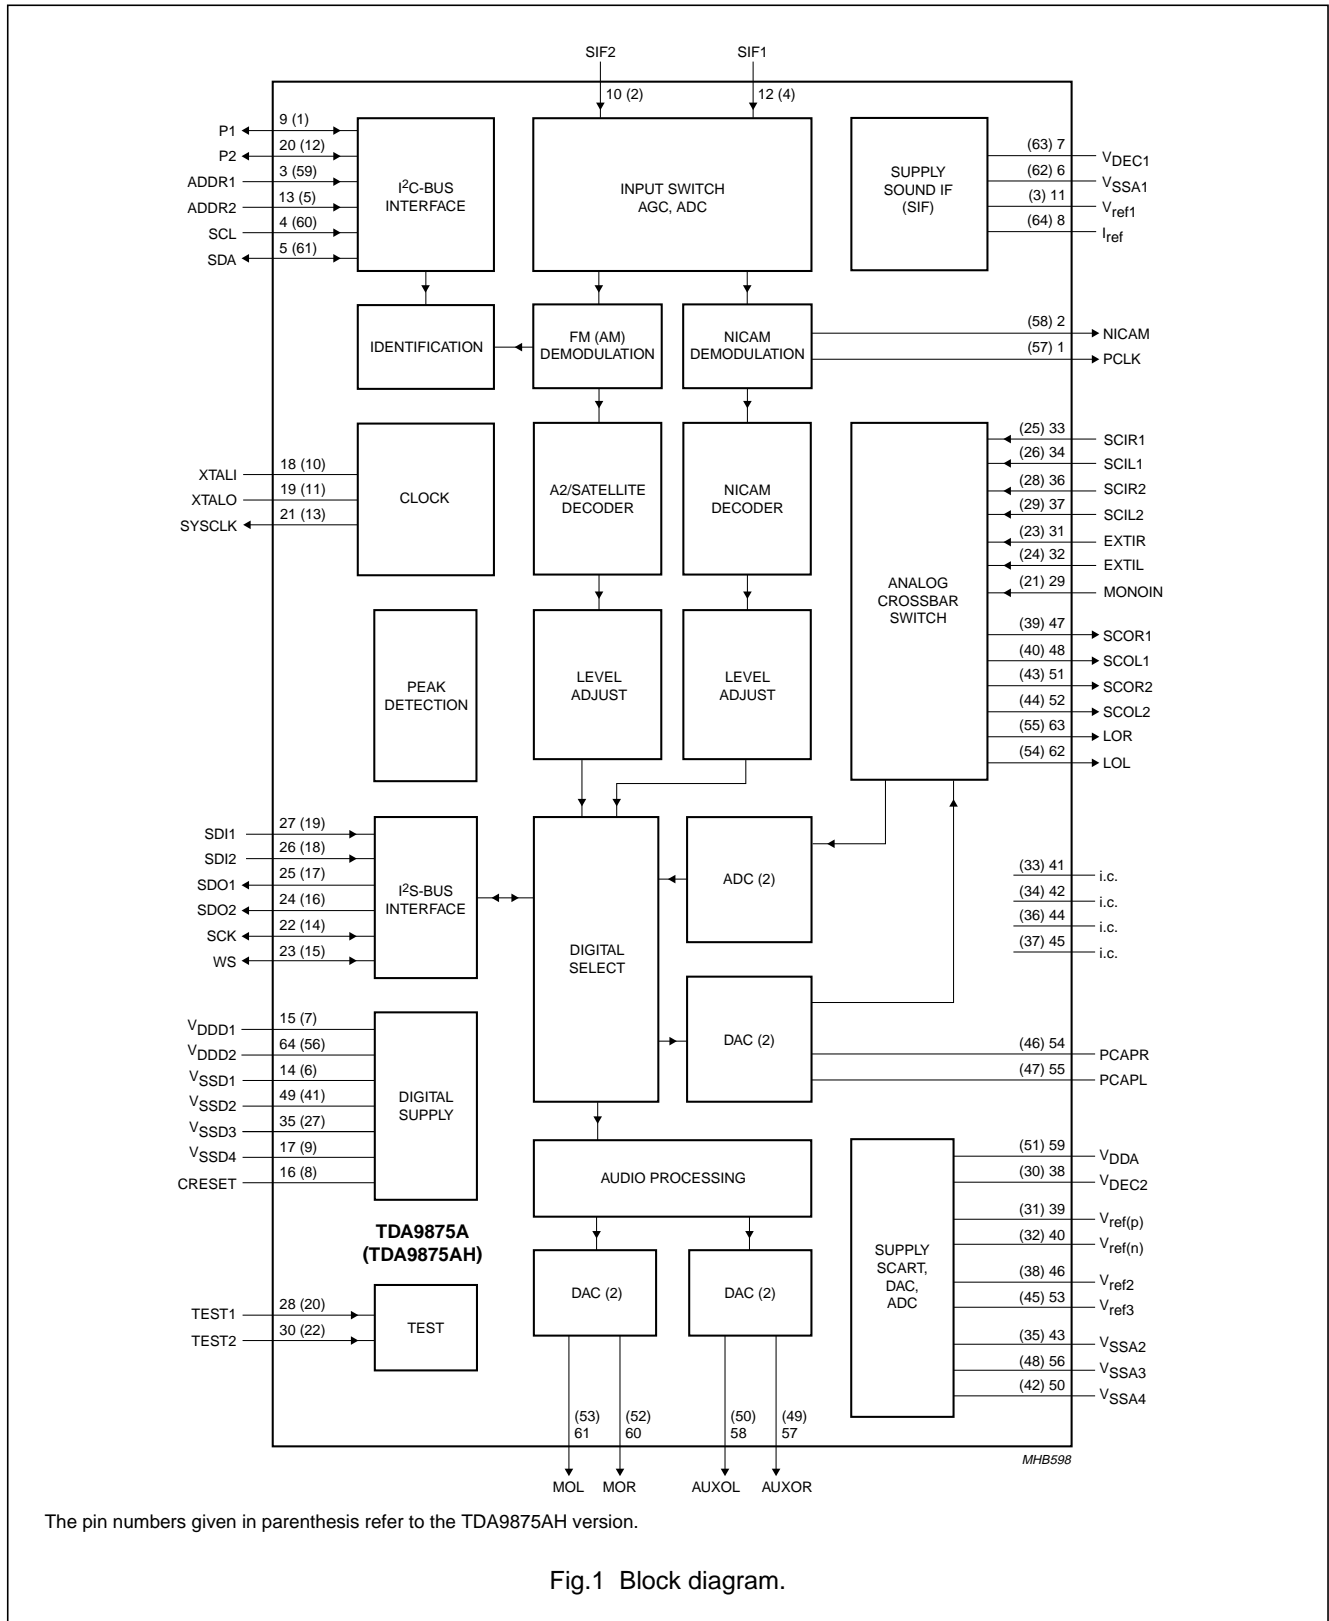 SIF2
SIF1
10 (2)
12 (4)
P1
9 (1)
P2
20 (12)
ADDR1
3 (59)
ADDR2
13 (5)
SCL
4 (60)
SDA
5 (61)
I2C-BUS
INTERFACE
INPUT SWITCH
AGC, ADC
SUPPLY
SOUND IF
(SIF)
(63) 7
VDEC1
(62) 6
VSSA1
(3) 11
Vref1
(64) 8
Iref
IDENTIFICATION
FM (AM)
DEMODULATION
NICAM
DEMODULATION
(58) 2
NICAM
(57) 1
PCLK
XTALI
18 (10)
XTALO
19 (11)
SYSCLK
21 (13)
CLOCK
A2/SATELLITE
DECODER
NICAM
DECODER
ANALOG
CROSSBAR
SWITCH
(25) 33
SCIR1
(26) 34
SCIL1
(28) 36
SCIR2
(29) 37
SCIL2
(23) 31
EXTIR
(24) 32
EXTIL
(21) 29
MONOIN
(39) 47
SCOR1
(40) 48
SCOL1
(43) 51
SCOR2
(44) 52
SCOL2
(55) 63
LOR
(54) 62
LOL
PEAK
DETECTION
LEVEL
ADJUST
LEVEL
ADJUST
SDI1
27 (19)
SDI2
26 (18)
SDO1
25 (17)
SDO2
24 (16)
SCK
22 (14)
WS
23 (15)
I2S-BUS
INTERFACE
DIGITAL
SELECT
ADC (2)
DAC (2)
(33) 41
i.c.
(34) 42
i.c.
(36) 44
i.c.
(37) 45
i.c.
(46) 54
PCAPR
(47) 55
PCAPL
VDDD1
15 (7)
VDDD2
64 (56)
VSSD1
14 (6)
VSSD2
49 (41)
VSSD3
35 (27)
VSSD4
17 (9)
CRESET
16 (8)
DIGITAL
SUPPLY
AUDIO PROCESSING
TDA9875A
(TDA9875AH)
DAC (2)
DAC (2)
SUPPLY
SCART,
DAC,
ADC
(51) 59
VDDA
(30) 38
VDEC2
(31) 39
Vref(p)
(32) 40
Vref(n)
(38) 46
Vref2
(45) 53
Vref3
(35) 43
VSSA2
(48) 56
VSSA3
(42) 50
VSSA4
TEST1
28 (20)
TEST2
30 (22)
TEST
(53)
61
(52)
60
(50)
58
(49)
57
MHB598
MOL
MOR
AUXOL
AUXOR
The pin numbers given in parenthesis refer to the TDA9875AH version.
Fig.1 Block diagram.